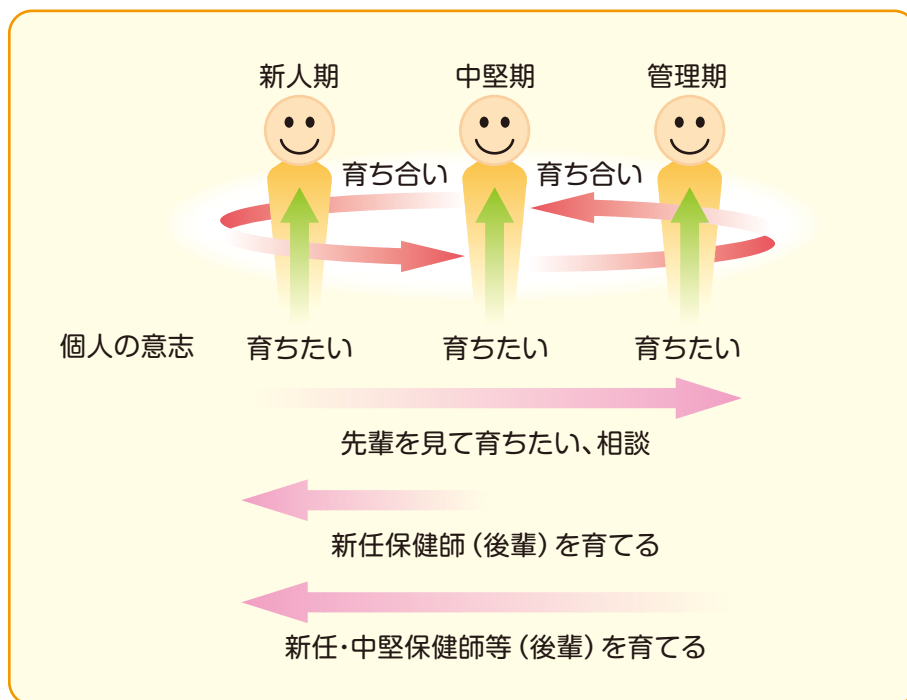 新人期 中堅期 管理期
育ち合い 育ち合い
個人の意志 育ちたい 育ちたい 育ちたい
先輩を見て育ちたい、相談
新任保健師（後輩）を育てる
新任・中堅保健師等（後輩）を育てる